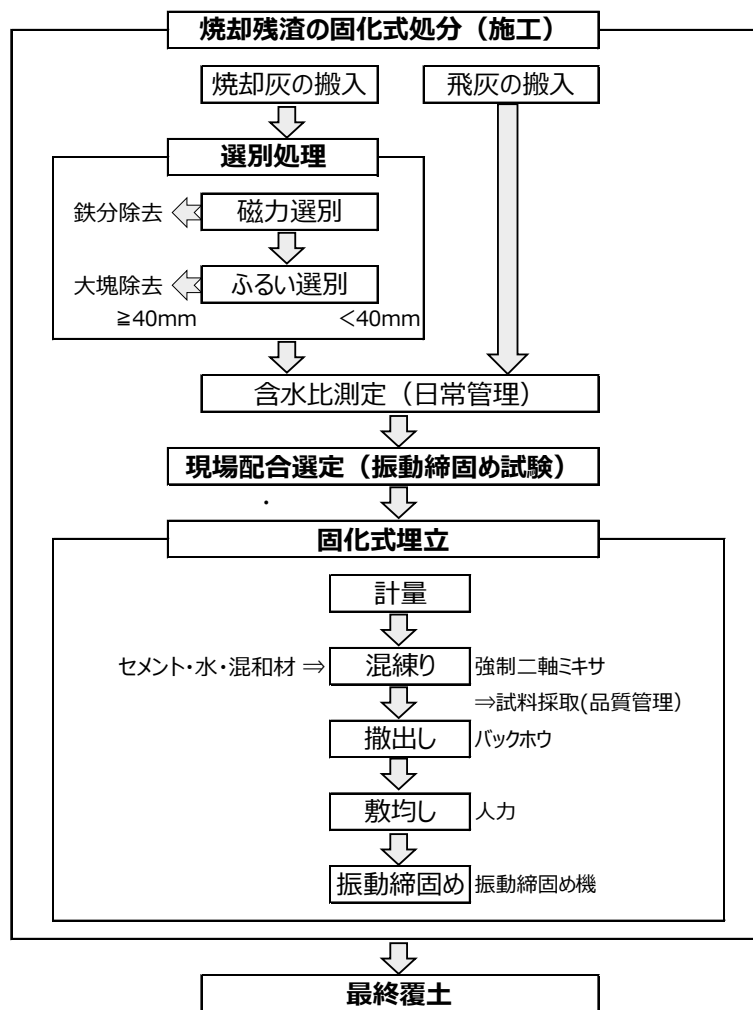 焼却残渣の固化式処分（施工）
焼却灰の搬入
飛灰の搬入
選別処理
鉄分除去
磁力選別
大塊除去
ふるい選別
≧40mm
＜40mm
含水比測定（日常管理）
現場配合選定（振動締固め試験）
固化式埋立
計量
セメント・水・混和材 ⇒
混練り
強制二軸ミキサ
⇒試料採取(品質管理）
撒出し
バックホウ
敷均し
人力
振動締固め
振動締固め機
最終覆土